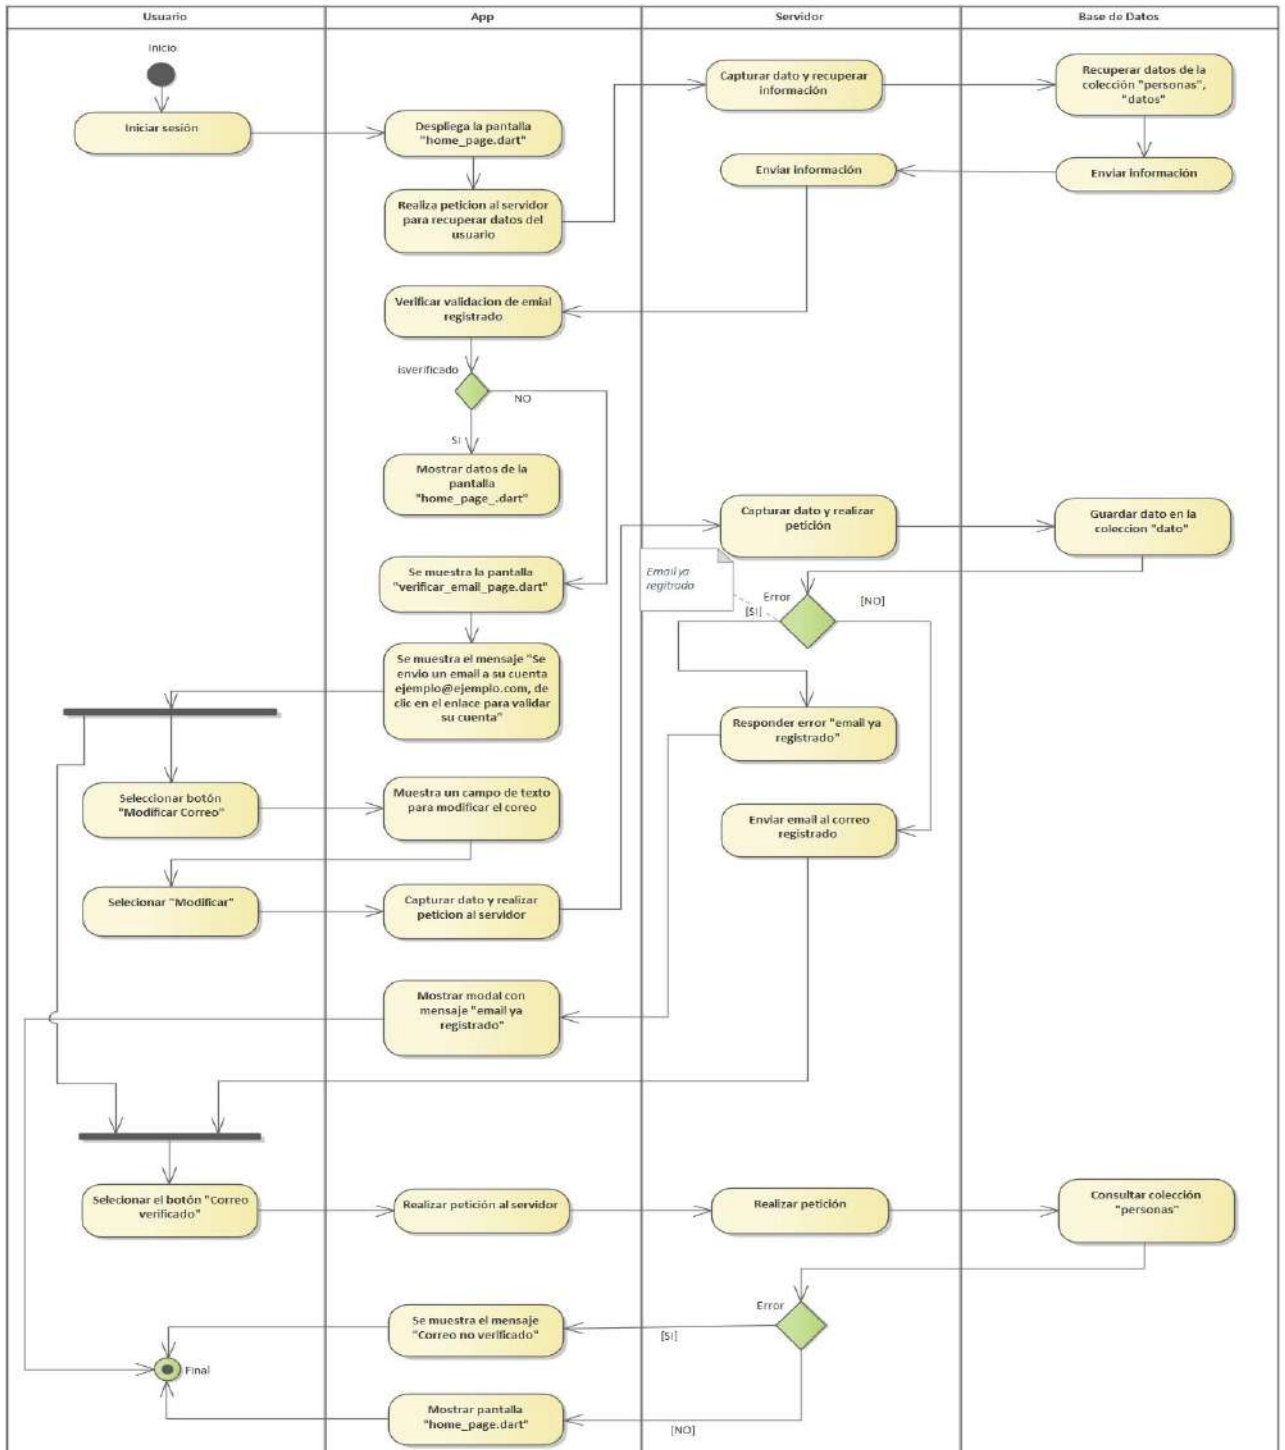 Usuario
App
Servidor
Base de Datos
Inicio
Iniciar sesión
Despliega la pantalla
"home_page.dart"
Capturar dato y recuperar
información
Recuperar datos de la
colección "personas",
"datos"
Enviar información
Enviar información
Realiza peticion al servidor
para recuperar datos del
usuario
Verificar validacion de emial
registrado
isverificado
NO
SI
Mostrar datos de la
pantalla
"home_page_.dart"
Capturar dato y realizar
petición
Guardar dato en la
coleccion "dato"
Se muestra la pantalla
"verificar_email_page.dart"
Email ya
regitrado
Error
[SI]
[NO]
Se muestra el mensaje "Se
envio un email a su cuenta
ejemplo@ejemplo.com, de
clic en el enlace para validar
su cuenta"
Responder error "email ya
registrado"
Seleccionar botón
"Modificar Correo"
Muestra un campo de texto
para modificar el coreo
Enviar email al correo
registrado
Selecionar "Modificar"
Capturar dato y realizar
peticion al servidor
Mostrar modal con
mensaje "email ya
registrado"
Selecionar el botón "Correo
verificado"
Realizar petición al servidor
Realizar petición
Consultar colección
"personas"
Error
Se muestra el mensaje
"Correo no verificado"
[SI]
Final
Mostrar pantalla
"home_page.dart"
[NO]